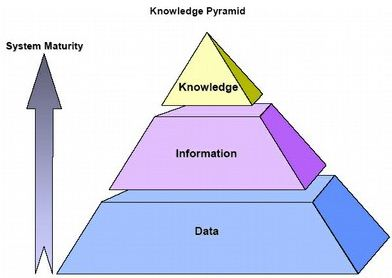 Knowledge Pyramid
System Maturity
Knowledge
Information
Data